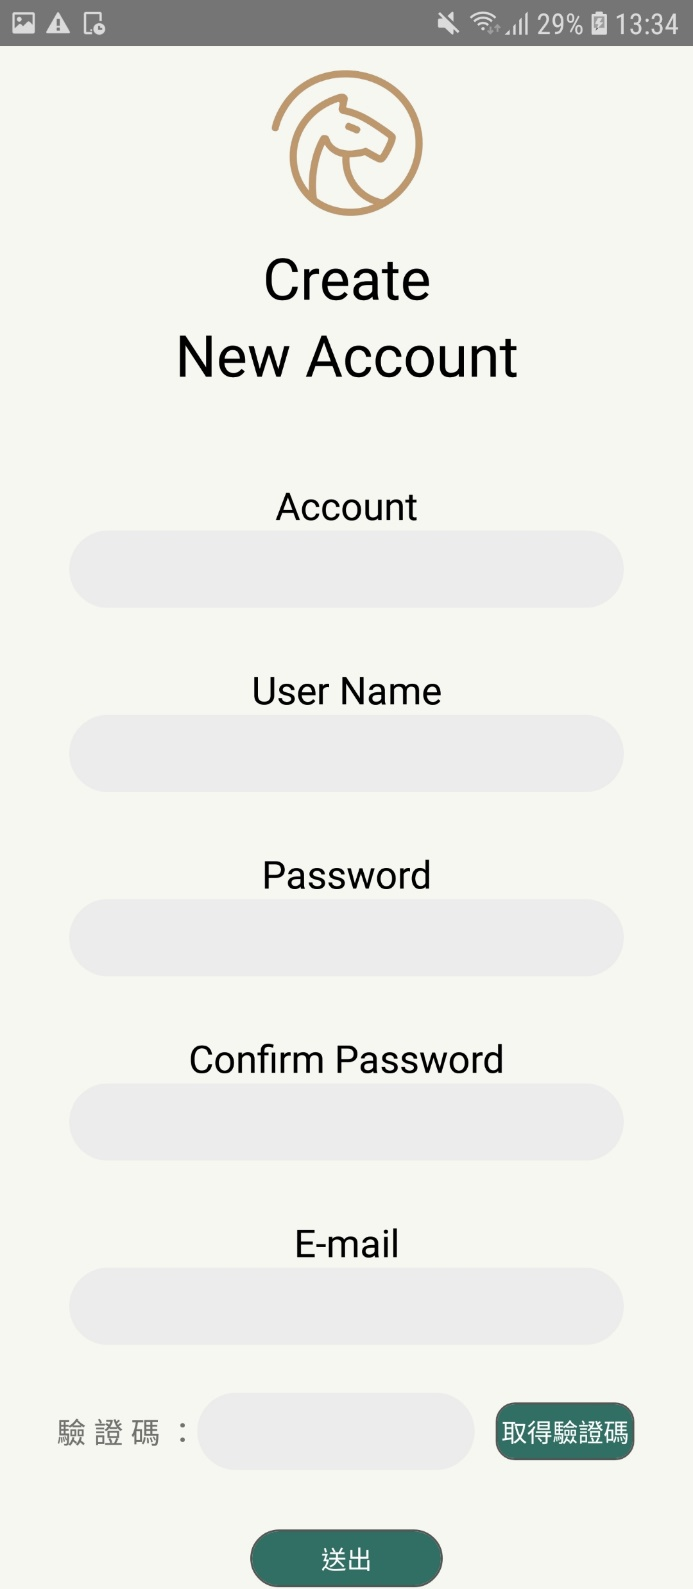 29% 13:34
Create
New Account
Account
User Name
Password
Confirm Password
E-mail
驗證碼：
取得驗證碼
送出